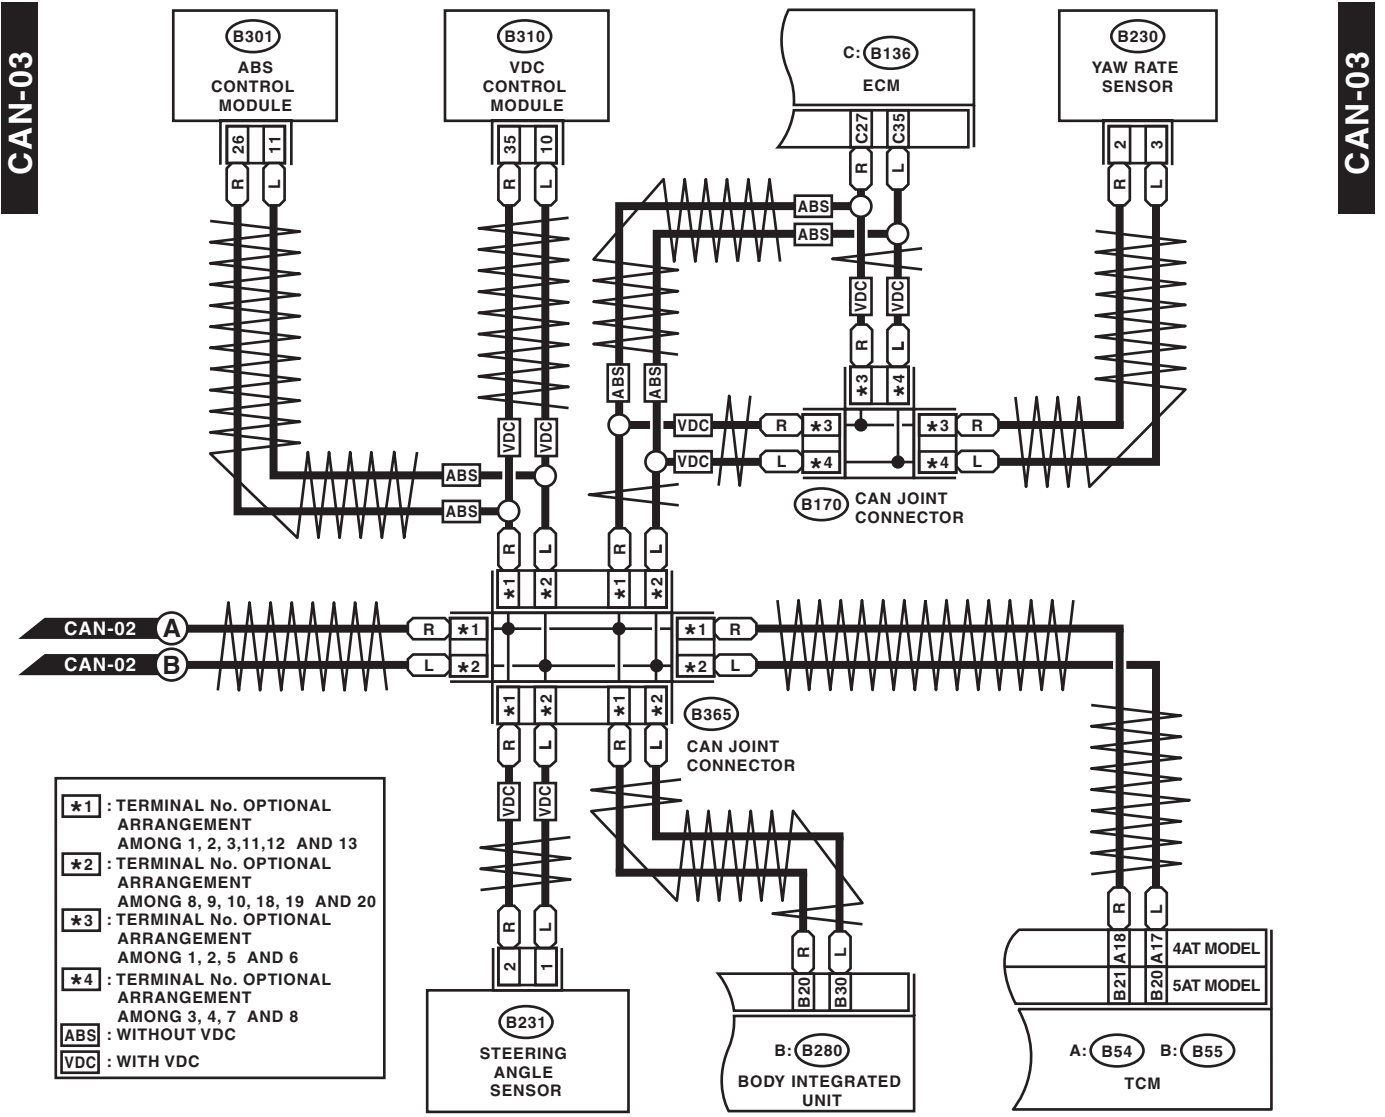 CAN-03
B301
ABS
CONTROL
MODULE
26 11
R L
B310
VDC
CONTROL
MODULE
35 10
R L
C: B136
ECM
C27 C35
R L
B230
YAW RATE
SENSOR
2 3
R L
CAN-03
ABS
ABS
VDC VDC
R L
*3 *4
ABS ABS
VDC VDC
VDC R *3 *3 R
VDC L *4 *4 L
B170 CAN JOINT
CONNECTOR
ABS
ABS
R L R L
*1 *2 *1 *2
CAN-02 A R *1 *1 R
CAN-02 B L *2 *2 L
*1 *2 *1 *2
R L R L
B365
CAN JOINT
CONNECTOR
VDC VDC
R L
2 1
B231
STEERING
ANGLE
SENSOR
R L
B20 B30
B: B280
BODY INTEGRATED
UNIT
R L
A18 A17 4AT MODEL
B21 B20 5AT MODEL
A: B54 B: B55
TCM
*1 : TERMINAL No. OPTIONAL
ARRANGEMENT
AMONG 1, 2, 3,11,12 AND 13
*2 : TERMINAL No. OPTIONAL
ARRANGEMENT
AMONG 8, 9, 10, 18, 19 AND 20
*3 : TERMINAL No. OPTIONAL
ARRANGEMENT
AMONG 1, 2, 5 AND 6
*4 : TERMINAL No. OPTIONAL
ARRANGEMENT
AMONG 3, 4, 7 AND 8
ABS : WITHOUT VDC
VDC : WITH VDC